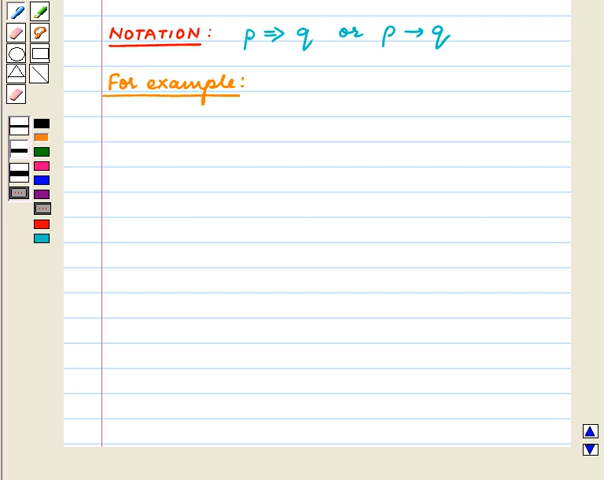 NOTATION: p ⇒ q or p → q
For example: